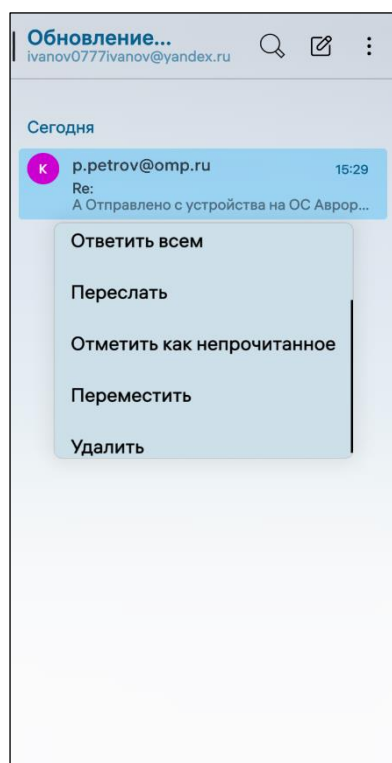 Обновление...
ivanov0777ivanov@yandex.ru
Сегодня
К
p.petrov@omp.ru 15:29
Re:
А Отправлено с устройства на ОС Аврор...
Ответить всем
Переслать
Отметить как непрочитанное
Переместить
Удалить